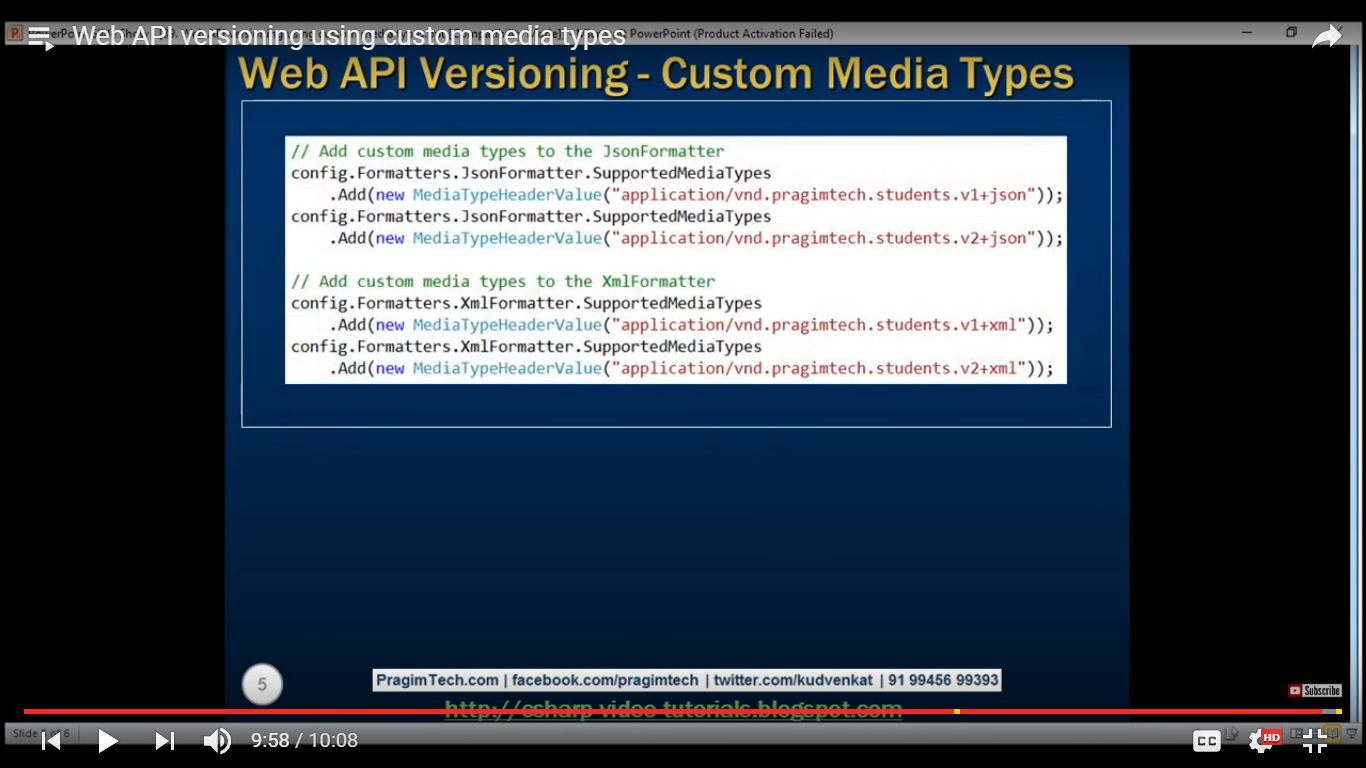 Web API versioning using custom media types
PowerPoint (Product Activation Failed)
Web API Versioning - Custom Media Types
// Add custom media types to the JsonFormatter
config.Formatters.JsonFormatter.SupportedMediaTypes
.Add(new MediaTypeHeaderValue("application/vnd.pragimtech.students.v1+json"));
config.Formatters.JsonFormatter.SupportedMediaTypes
.Add(new MediaTypeHeaderValue("application/vnd.pragimtech.students.v2+json"));
// Add custom media types to the XmlFormatter
config.Formatters.XmlFormatter.SupportedMediaTypes
.Add(new MediaTypeHeaderValue("application/vnd.pragimtech.students.v1+xml"));
config.Formatters.XmlFormatter.SupportedMediaTypes
.Add(new MediaTypeHeaderValue("application/vnd.pragimtech.students.v2+xml"));
5
PragimTech.com | facebook.com/pragimtech | twitter.com/kudvenkat | 91 99456 99393
Subscribe
http://csharp-video-tutorials.blogspot.com
Slide of 6
9:58 / 10:08
CC
HD